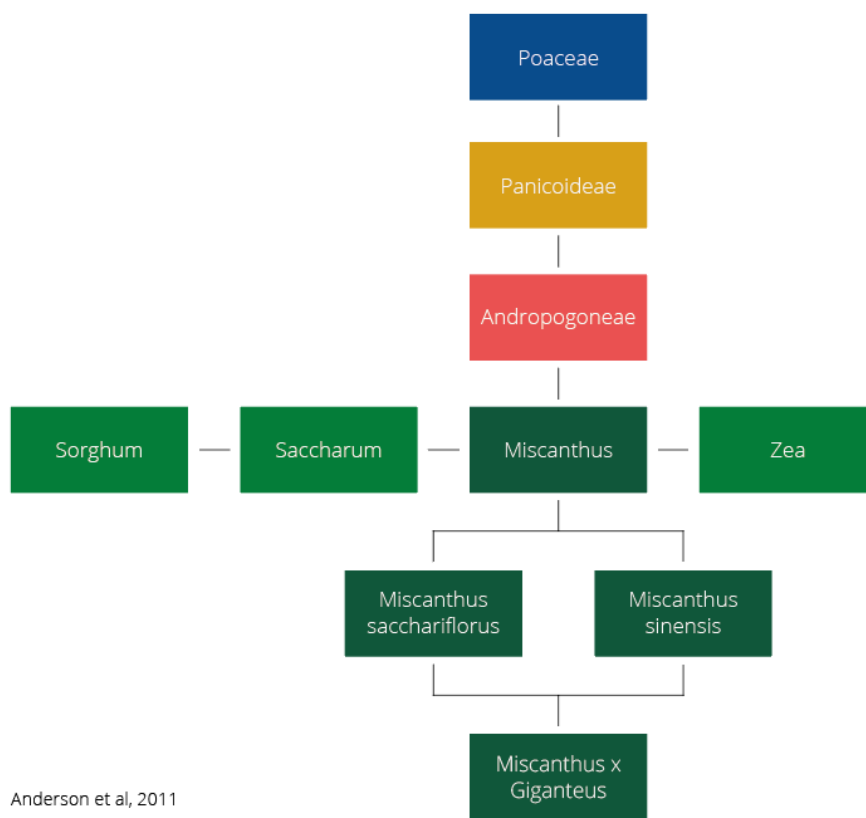 Poaceae
Panicoideae
Andropogoneae
Sorghum
Saccharum
Miscanthus
Zea
Miscanthus
sacchariflorus
Miscanthus
sinensis
Miscanthus x
Giganteus
Anderson et al, 2011